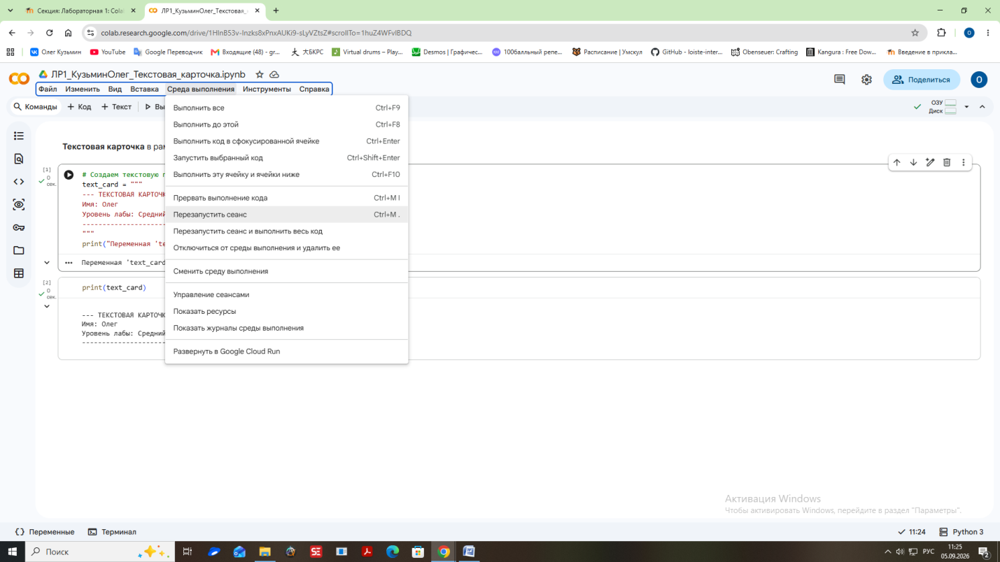 Секция: Лабораторная 1: Colab
ЛР1_КузьминОлег_Текстовая_
colab.research.google.com/drive/1HlnB53v-Inzks8xPnxAUKi9-sLyVZtsZ#scrollTo=1huZ4WFvlBDQ
O
Олег Кузьмин
YouTube
Google Переводчик
Входящие (48) - gr...
大БКРС
Virtual drums – Play...
Desmos | Графичес...
100балльный репе...
Расписание | Умскул
GitHub - loiste-inter...
Obenseuer: Crafting
Kangura : Free Dow...
Введение в прикла...
ЛР1_КузьминОлег_Текстовая_карточка.ipynb
Поделиться
O
Файл Изменить Вид Вставка Среда выполнения Инструменты Справка
Команды + Код + Текст Вы
ОЗУ
Диск
Выполнить все Ctrl+F9
Выполнить до этой Ctrl+F8
Выполнить код в сфокусированной ячейке Ctrl+Enter
Запустить выбранный код Ctrl+Shift+Enter
Выполнить эту ячейку и ячейки ниже Ctrl+F10
Прервать выполнение кода Ctrl+M I
Перезапустить сеанс Ctrl+M .
Перезапустить сеанс и выполнить весь код
Отключиться от среды выполнения и удалить ее
Сменить среду выполнения
Управление сеансами
Показать ресурсы
Показать журналы среды выполнения
Развернуть в Google Cloud Run
Текстовая карточка в ра
[1]
0
сек.
# Создаем текстовую
text_card = """
--- ТЕКСТОВАЯ КАРТОЧК
Имя: Олег
Уровень лабы: Средний
---------------------
"""
print("Переменная 'te
Переменная 'text_card
[2]
0
сек.
print(text_card)
--- ТЕКСТОВАЯ КАРТОЧК
Имя: Олег
Уровень лабы: Средний
---------------------
Активация Windows
Чтобы активировать Windows, перейдите в раздел "Параметры".
Переменные
Терминал
11:24
Python 3
Поиск
SE
РУС
11:25
05.09.2026
2